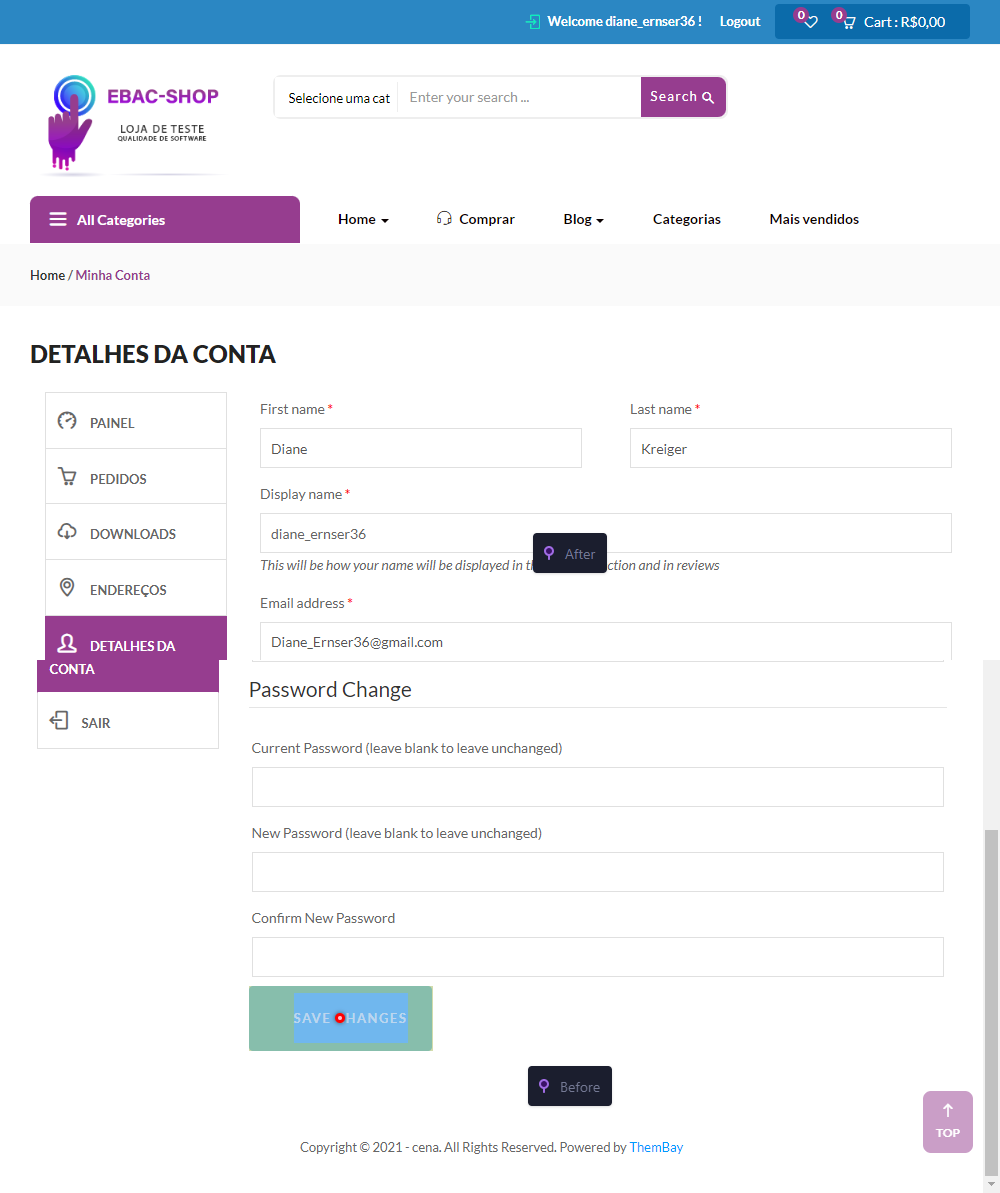 Welcome diane_ernser36 !
Logout
0
0
Cart : R$0,00
EBAC-SHOP
LOJA DE TESTE
QUALIDADE DE SOFTWARE
Selecione uma cat
Enter your search ...
Search
All Categories
Home
Comprar
Blog
Categorias
Mais vendidos
Home / Minha Conta
DETALHES DA CONTA
PAINEL
PEDIDOS
DOWNLOADS
ENDEREÇOS
DETALHES DA
CONTA
SAIR
First name *
Last name *
Diane
Kreiger
Display name *
diane_ernser36
After
This will be how your name will be displayed in ction and in reviews
Email address *
Diane_Ernser36@gmail.com
Password Change
Current Password (leave blank to leave unchanged)
New Password (leave blank to leave unchanged)
Confirm New Password
SAVE HANGES
Before
TOP
Copyright © 2021 - cena. All Rights Reserved. Powered by ThemBay